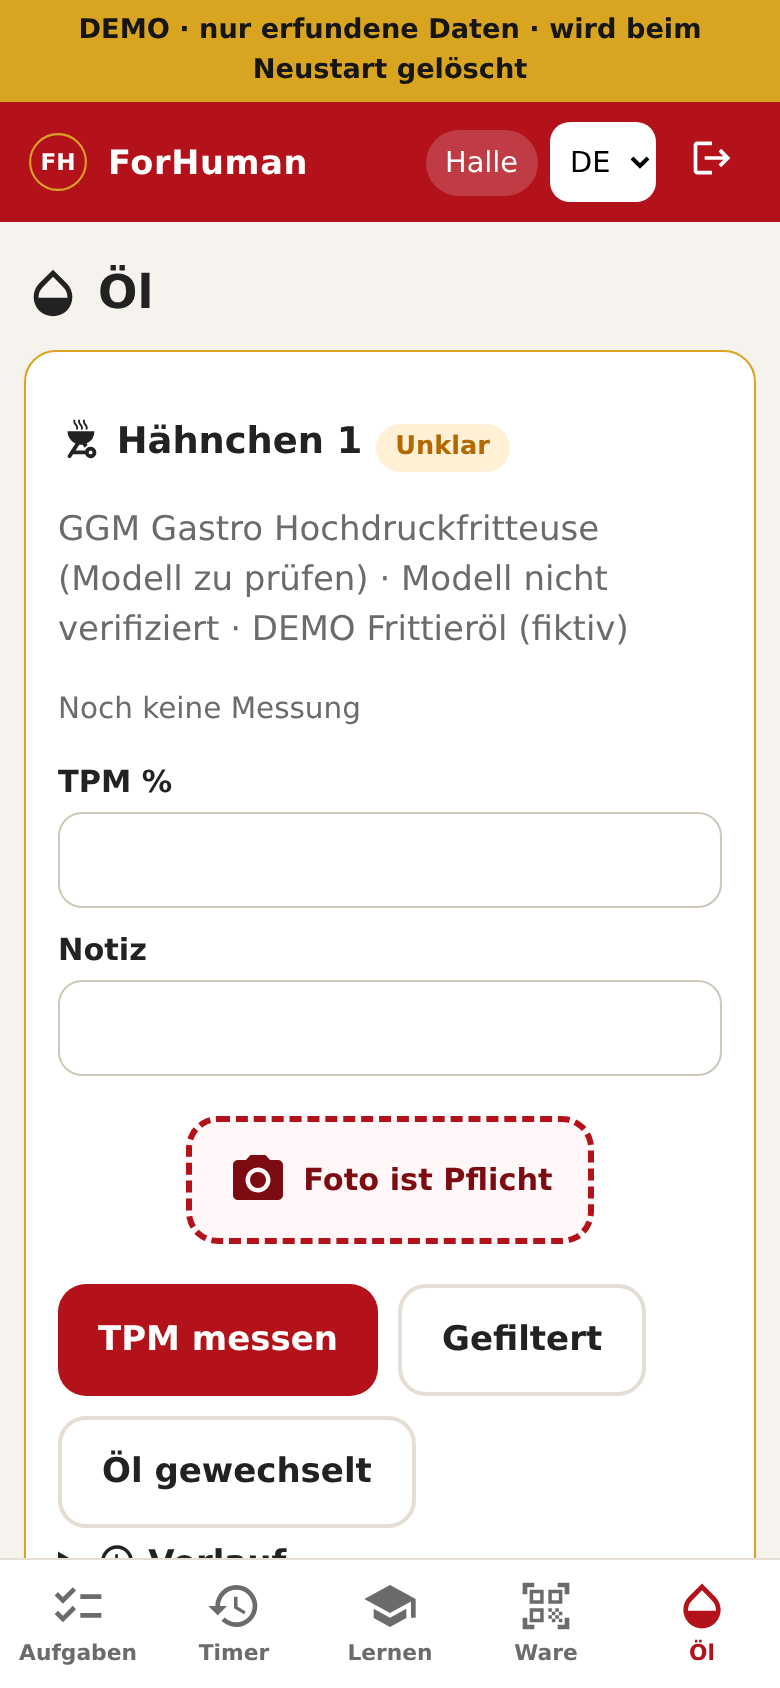 DEMO · nur erfundene Daten · wird beim
Neustart gelöscht
FH ForHuman Halle DE
Öl
Hähnchen 1 Unklar
GGM Gastro Hochdruckfritteuse
(Modell zu prüfen) · Modell nicht
verifiziert · DEMO Frittieröl (fiktiv)
Noch keine Messung
TPM %
Notiz
Foto ist Pflicht
TPM messen Gefiltert
Öl gewechselt
Verlauf
Aufgaben Timer Lernen Ware Öl